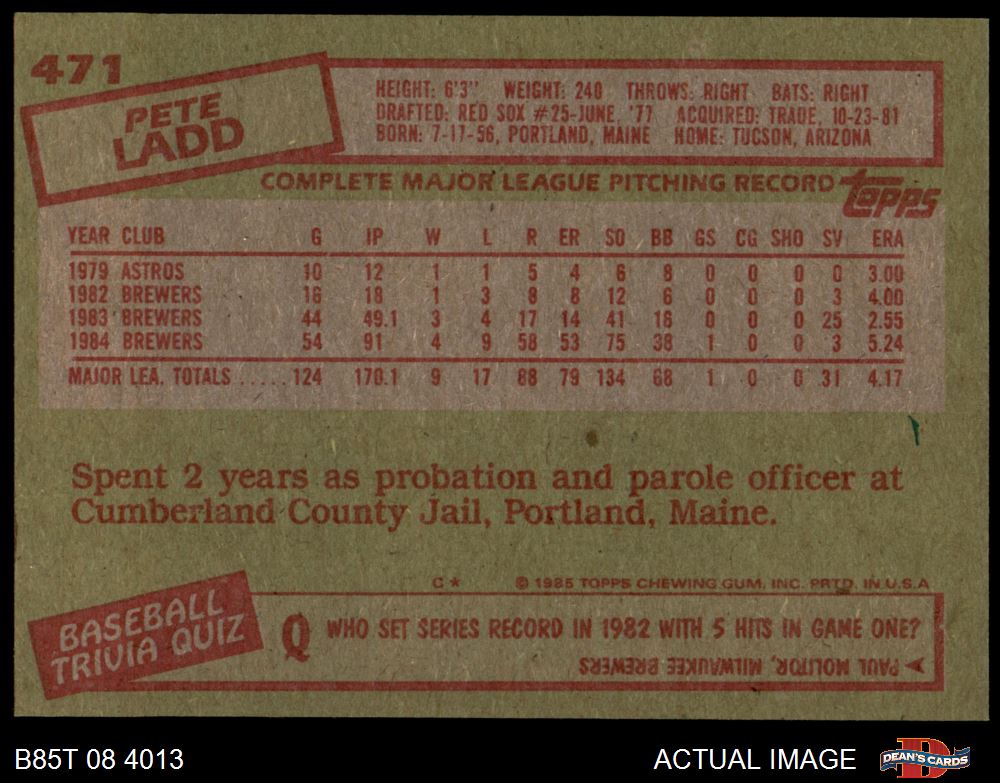 471
PETE
LADD
HEIGHT: 6'3" WEIGHT: 240 THROWS: RIGHT BATS: RIGHT
DRAFTED: RED SOX #25-JUNE, '77 ACQUIRED: TRADE, 10-23-81
BORN: 7-17-56, PORTLAND, MAINE HOME: TUCSON, ARIZONA
COMPLETE MAJOR LEAGUE PITCHING RECORD TOPPS
YEAR CLUB G IP W L R ER SO BB GS CG SHO SV ERA
1979 ASTROS 10 12 1 1 5 4 6 8 0 0 0 0 3.00
1982 BREWERS 16 18 1 3 8 8 12 6 0 0 0 3 4.00
1983 BREWERS 44 49.1 3 4 17 14 41 16 0 0 0 25 2.55
1984 BREWERS 54 91 4 9 58 53 75 38 1 0 0 3 5.24
MAJOR LEA. TOTALS ..... 124 170.1 9 17 88 79 134 68 1 0 0 31 4.17
Spent 2 years as probation and parole officer at
Cumberland County Jail, Portland, Maine.
C* © 1985 TOPPS CHEWING GUM, INC. PRTD. IN U.S.A
BASEBALL
TRIVIA QUIZ
Q WHO SET SERIES RECORD IN 1982 WITH 5 HITS IN GAME ONE?
PAUL MOLITOR, MILWAUKEE BREWERS
B85T 08 4013
ACTUAL IMAGE
D
DEAN'S CARDS